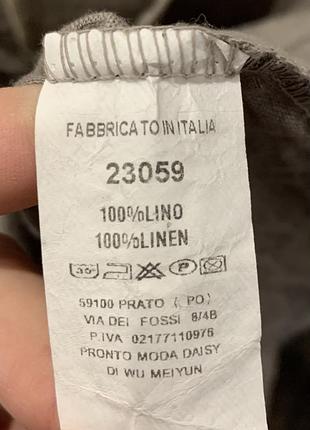 FABBRICATO IN ITALIA
23059
100%LINO
100%LINEN
30° P
59100 PRATO ( PO)
VIA DEI FOSSI 8/4B
P.IVA 02177110976
PRONTO MODA DAISY
DI WU MEIYUN